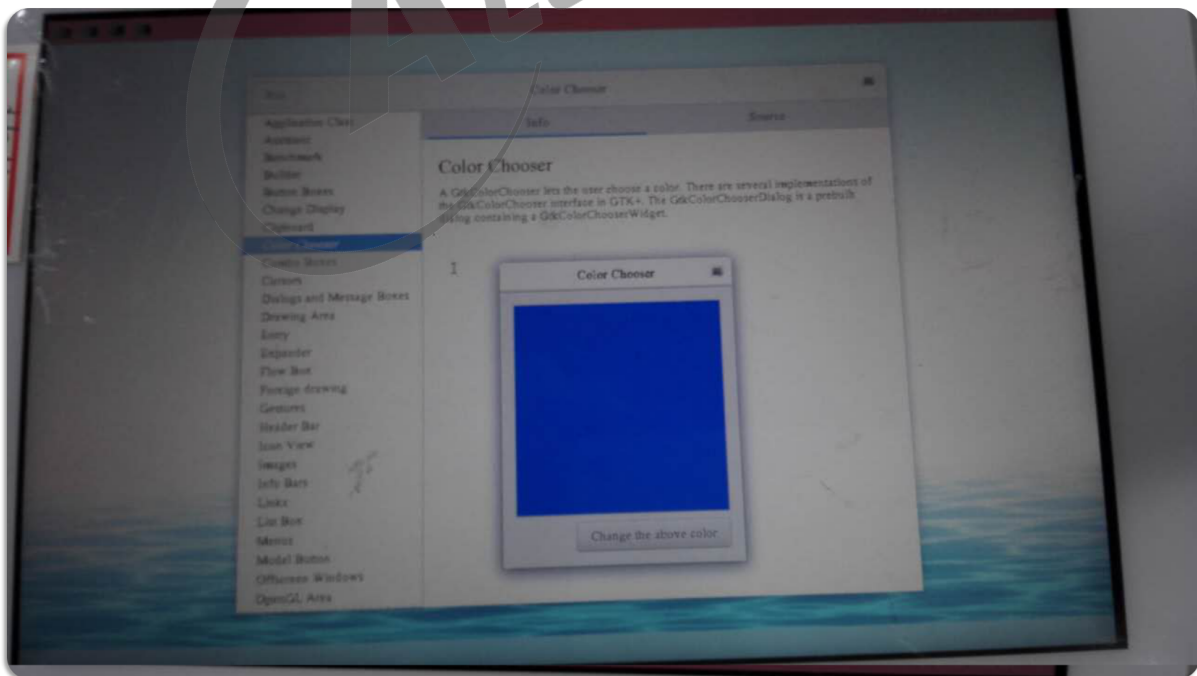 Color Chooser
Info
Source
Application Class
Assistant
Benchmark
Builder
Button Boxes
Change Display
Clipboard
Color Chooser
Combo Boxes
Cursors
Dialogs and Message Boxes
Drawing Area
Entry
Expander
Flow Box
Foreign drawing
Gestures
Header Bar
Icon View
Images
Info Bars
Links
List Box
Menus
Model Button
Offscreen Windows
OpenGL Area
Color Chooser
A GtkColorChooser lets the user choose a color. There are several implementations of
the GtkColorChooser interface in GTK+. The GtkColorChooserDialog is a prebuilt
dialog containing a GtkColorChooserWidget.
Color Chooser
Change the above color